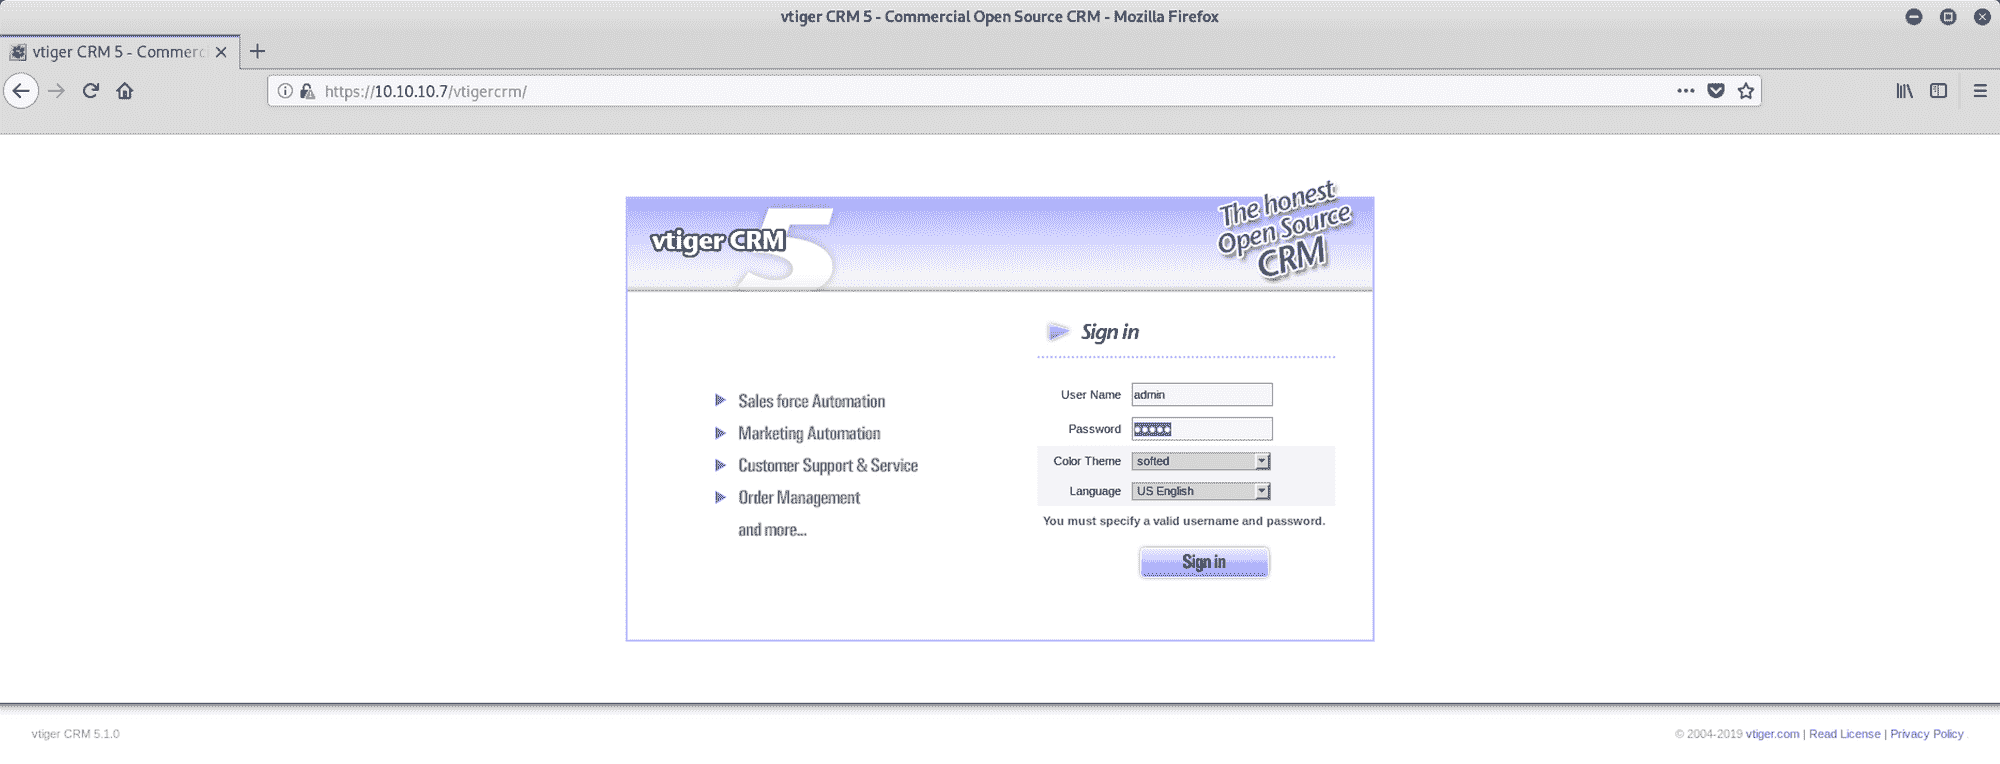 vtiger CRM 5 - Commercial Open Source CRM - Mozilla Firefox
vtiger CRM 5 - Commerc
https://10.10.10.7/vtigercrm/
vtiger CRM 5
The honest
Open Source
CRM
Sign in
Sales force Automation
Marketing Automation
Customer Support & Service
Order Management
and more...
User Name admin
Password
Color Theme softed
Language US English
You must specify a valid username and password.
Sign in
vtiger CRM 5.1.0
© 2004-2019 vtiger.com | Read License | Privacy Policy